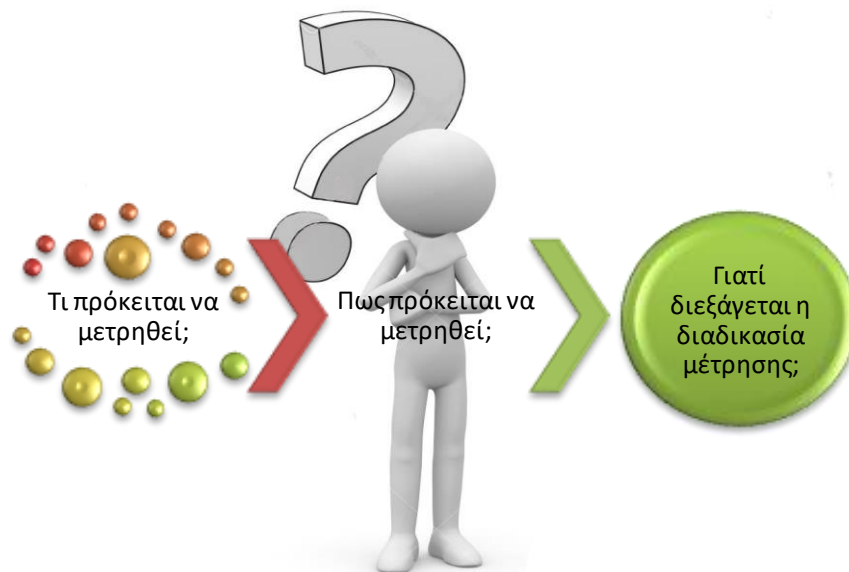 Τι πρόκειται να
μετρηθεί;
Πως πρόκειται να
μετρηθεί;
Γιατί
διεξάγεται η
διαδικασία
μέτρησης;